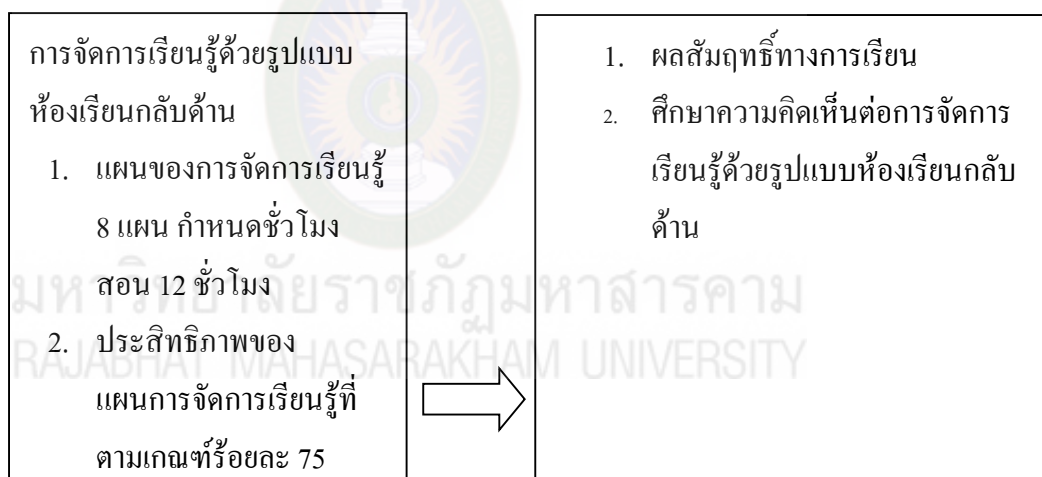 การจัดการเรียนรู้ด้วยรูปแบบ
ห้องเรียนกลับด้าน
1. แผนของการจัดการเรียนรู้
8 แผน กำหนดชั่วโมง
สอน 12 ชั่วโมง
2. ประสิทธิภาพของ
แผนการจัดการเรียนรู้ที่
ตามเกณฑ์ร้อยละ 75
1. ผลสัมฤทธิ์ทางการเรียน
2. ศึกษาความคิดเห็นต่อการจัดการ
เรียนรู้ด้วยรูปแบบห้องเรียนกลับ
ด้าน
มหาวิทยาลัยราชภัฏมหาสารคาม
RAJABHAT MAHASARAKHAM UNIVERSITY